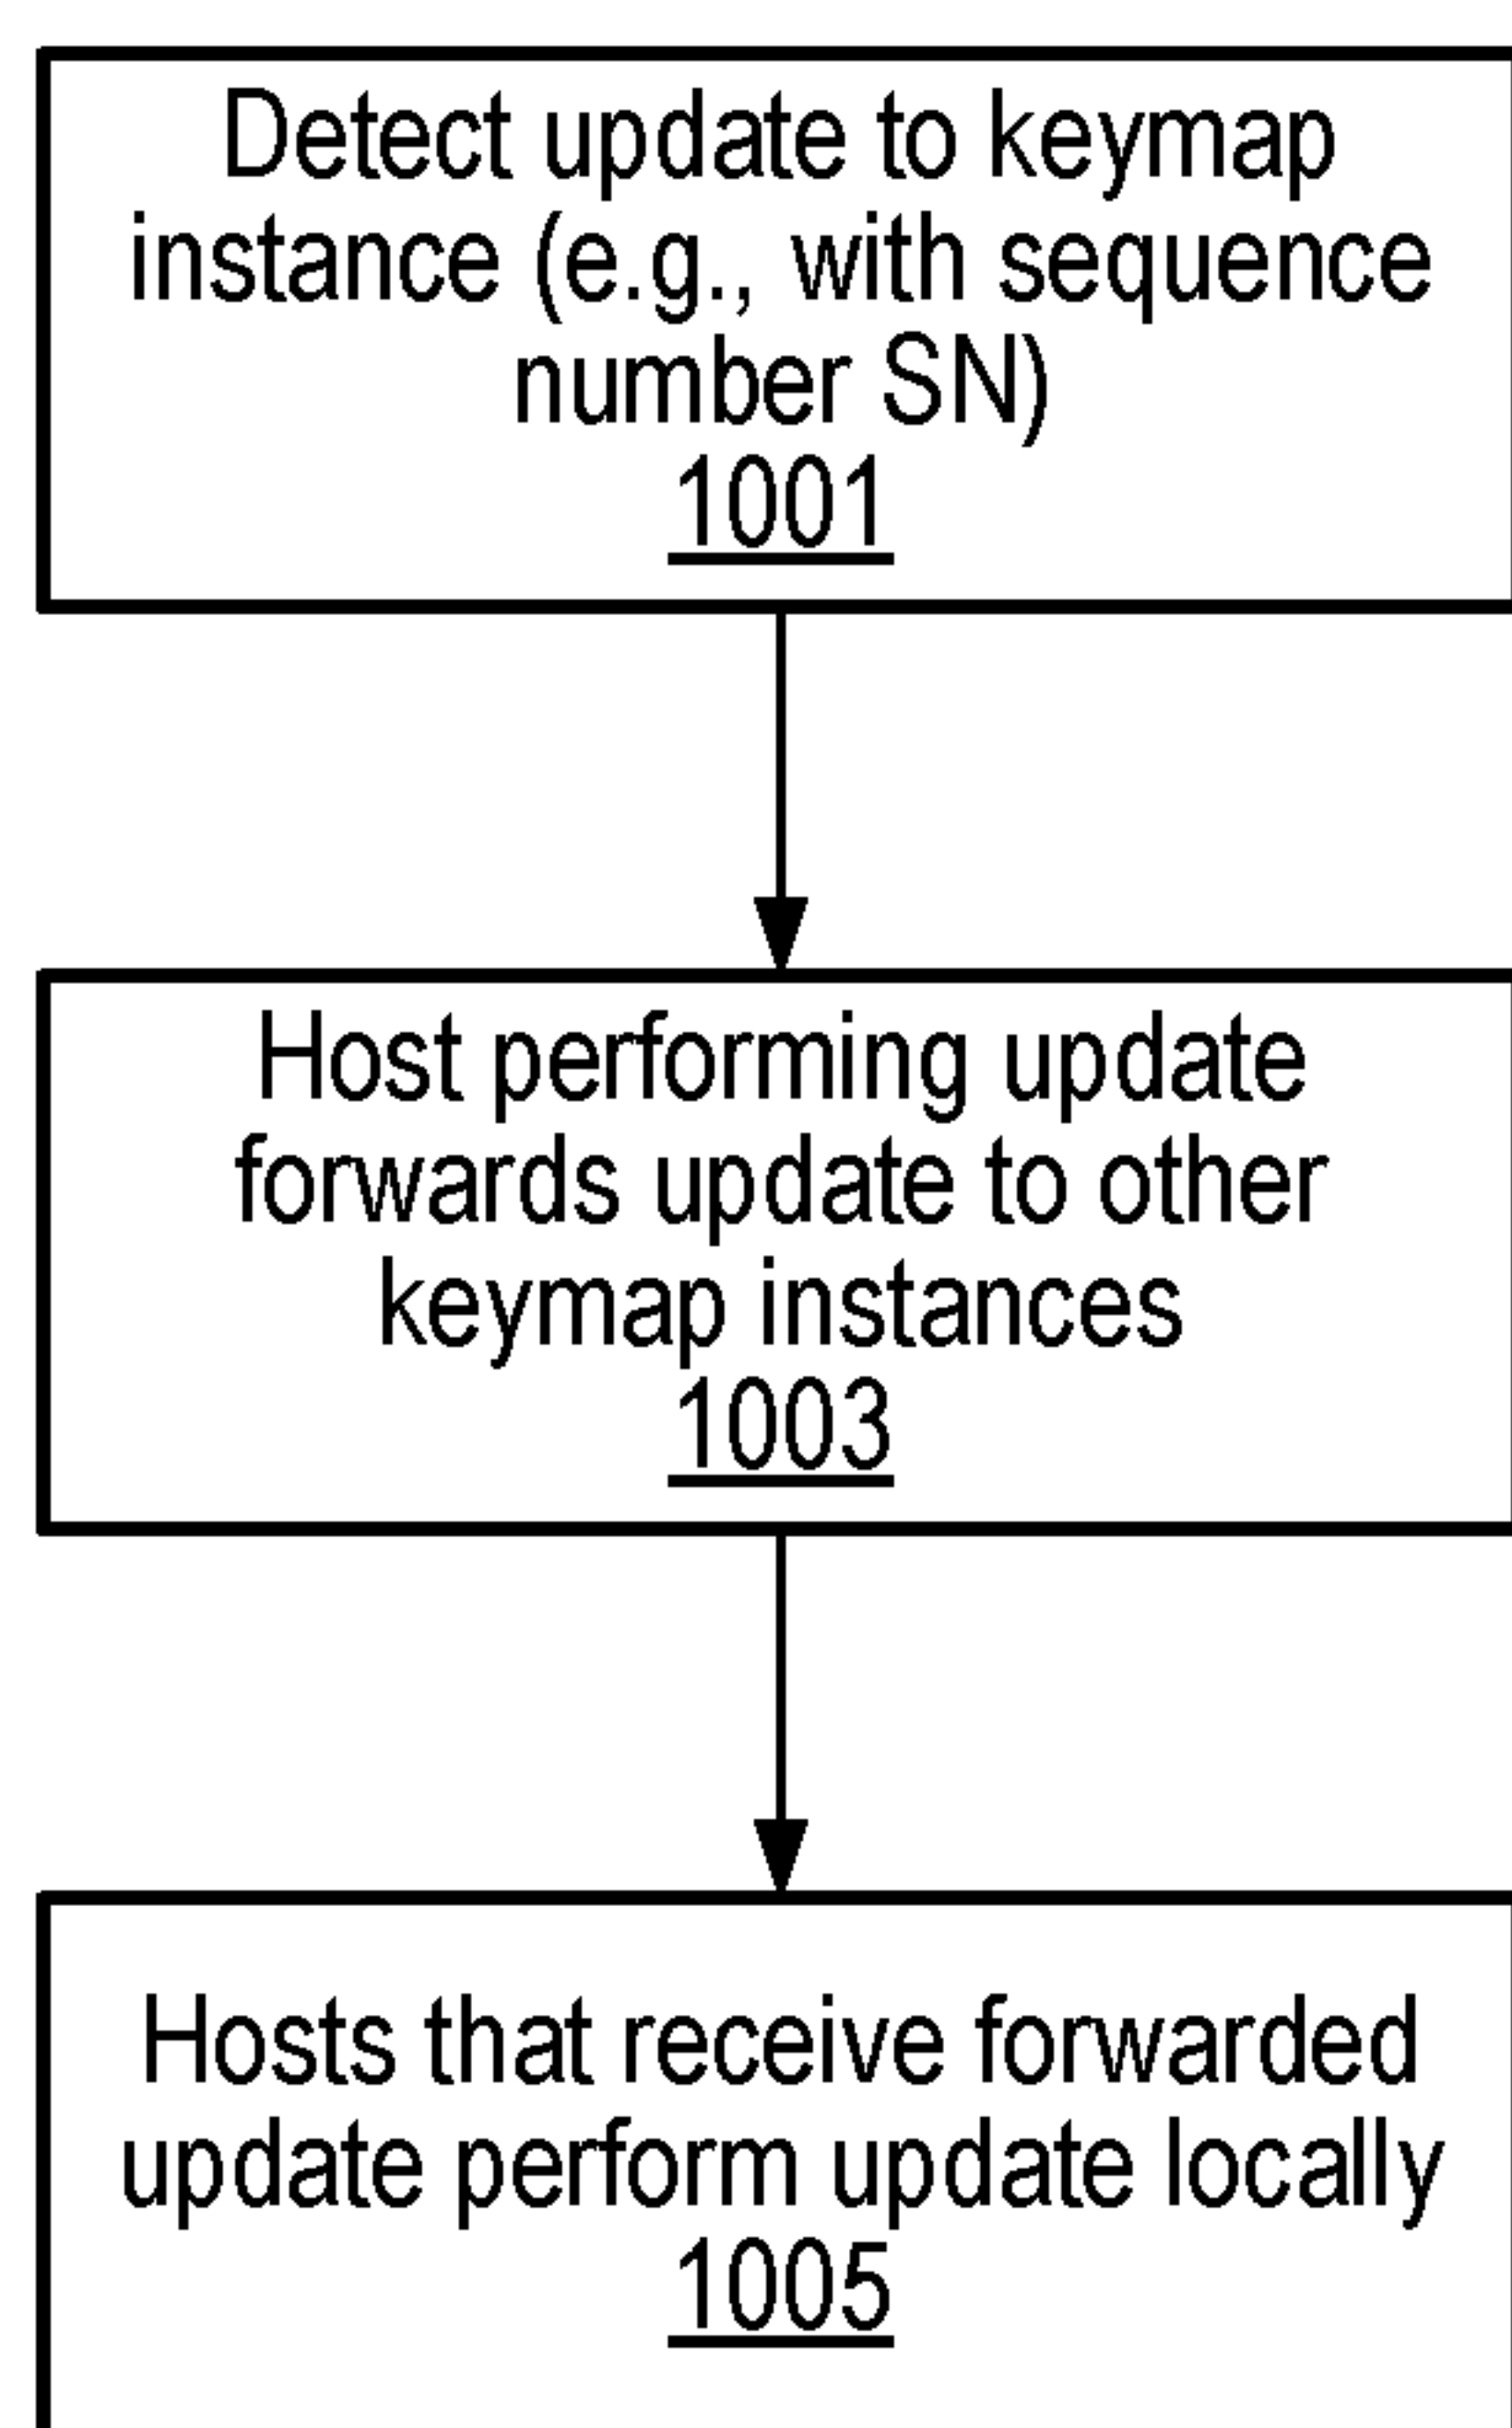 Detect update to keymap
instance (e.g., with sequence
number SN)
1001
Host performing update
forwards update to other
keymap instances
1003
Hosts that receive forwarded
update perform update locally
1005